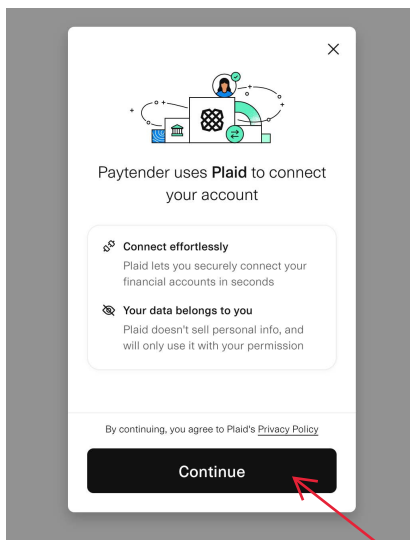 Paytender uses Plaid to connect
your account
Connect effortlessly
Plaid lets you securely connect your
financial accounts in seconds
Your data belongs to you
Plaid doesn't sell personal info, and
will only use it with your permission
By continuing, you agree to Plaid's Privacy Policy
Continue